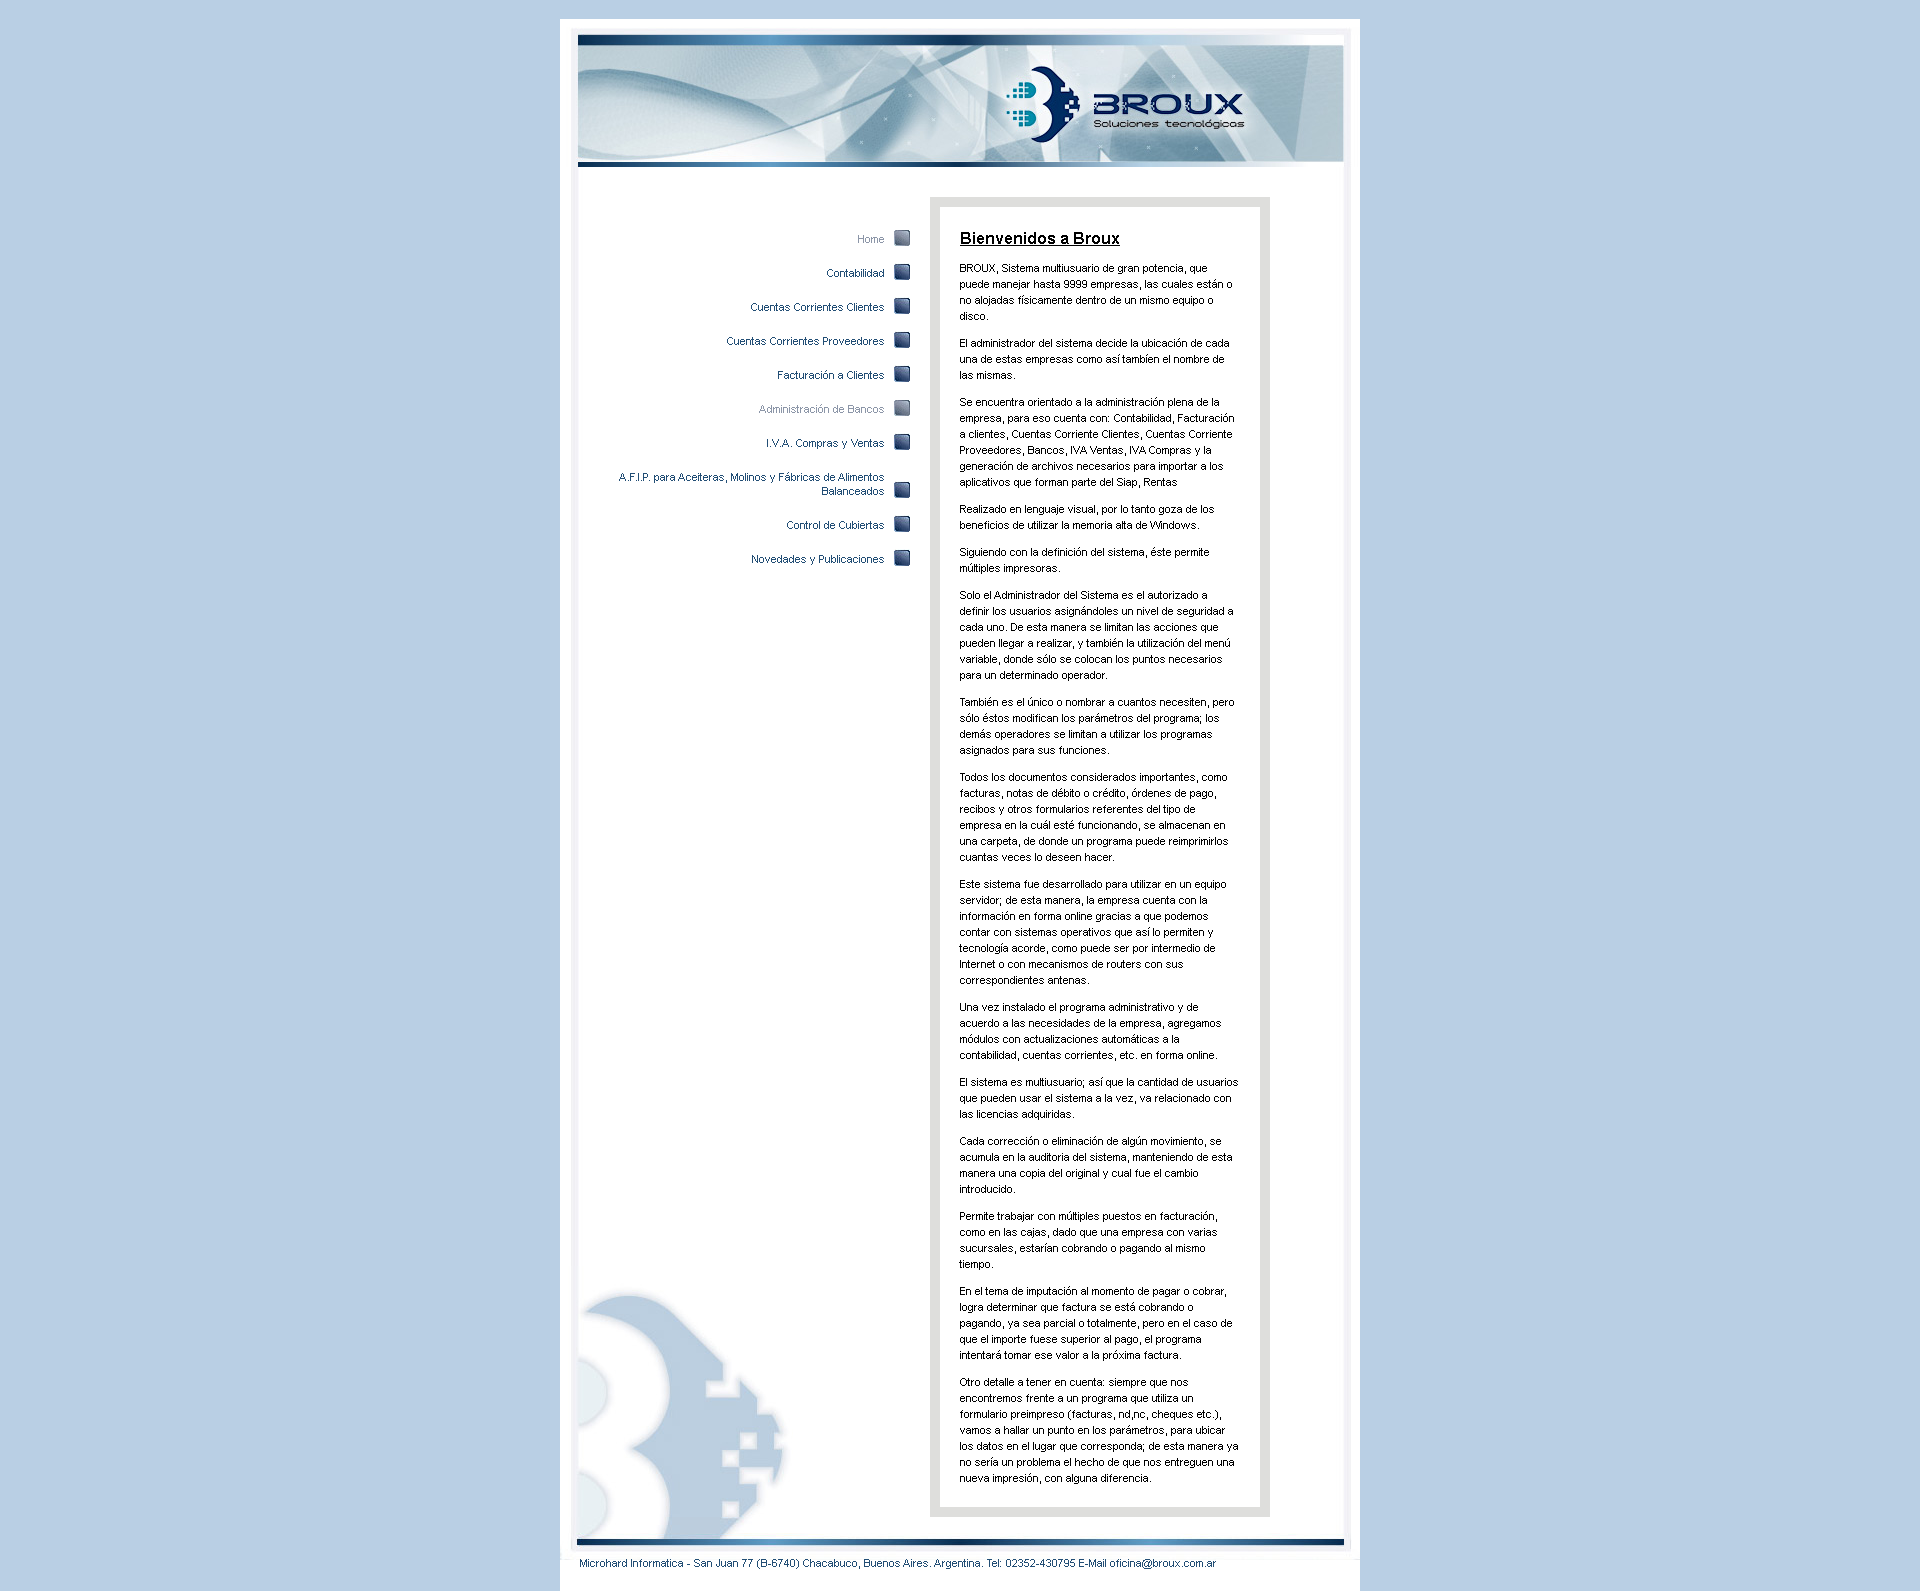 BROUX
Soluciones tecnológicas
Home
Contabilidad
Cuentas Corrientes Clientes
Cuentas Corrientes Proveedores
Facturación a Clientes
Administración de Bancos
I.V.A. Compras y Ventas
A.F.I.P. para Aceiteras, Molinos y Fábricas de Alimentos
Balanceados
Control de Cubiertas
Novedades y Publicaciones
Bienvenidos a Broux
BROUX, Sistema multiusuario de gran potencia, que
puede manejar hasta 9999 empresas, las cuales están o
no alojadas físicamente dentro de un mismo equipo o
disco.
El administrador del sistema decide la ubicación de cada
una de estas empresas como así tambíen el nombre de
las mismas.
Se encuentra orientado a la administración plena de la
empresa, para eso cuenta con: Contabilidad, Facturación
a clientes, Cuentas Corriente Clientes, Cuentas Corriente
Proveedores, Bancos, IVA Ventas, IVA Compras y la
generación de archivos necesarios para importar a los
aplicativos que forman parte del Siap, Rentas
Realizado en lenguaje visual, por lo tanto goza de los
beneficios de utilizar la memoria alta de Windows.
Siguiendo con la definición del sistema, éste permite
múltiples impresoras.
Solo el Administrador del Sistema es el autorizado a
definir los usuarios asignándoles un nivel de seguridad a
cada uno. De esta manera se limitan las acciones que
pueden llegar a realizar, y también la utilización del menú
variable, donde sólo se colocan los puntos necesarios
para un determinado operador.
También es el único o nombrar a cuantos necesiten, pero
sólo éstos modifican los parámetros del programa; los
demás operadores se limitan a utilizar los programas
asignados para sus funciones.
Todos los documentos considerados importantes, como
facturas, notas de débito o crédito, órdenes de pago,
recibos y otros formularios referentes del tipo de
empresa en la cuál esté funcionando, se almacenan en
una carpeta, de donde un programa puede reimprimirlos
cuantas veces lo deseen hacer.
Este sistema fue desarrollado para utilizar en un equipo
servidor; de esta manera, la empresa cuenta con la
información en forma online gracias a que podemos
contar con sistemas operativos que así lo permiten y
tecnología acorde, como puede ser por intermedio de
Internet o con mecanismos de routers con sus
correspondientes antenas.
Una vez instalado el programa administrativo y de
acuerdo a las necesidades de la empresa, agregamos
módulos con actualizaciones automáticas a la
contabilidad, cuentas corrientes, etc. en forma online.
El sistema es multiusuario; así que la cantidad de usuarios
que pueden usar el sistema a la vez, va relacionado con
las licencias adquiridas.
Cada corrección o eliminación de algún movimiento, se
acumula en la auditoria del sistema, manteniendo de esta
manera una copia del original y cual fue el cambio
introducido.
Permite trabajar con múltiples puestos en facturación,
como en las cajas, dado que una empresa con varias
sucursales, estarían cobrando o pagando al mismo
tiempo.
En el tema de imputación al momento de pagar o cobrar,
logra determinar que factura se está cobrando o
pagando, ya sea parcial o totalmente, pero en el caso de
que el importe fuese superior al pago, el programa
intentará tomar ese valor a la próxima factura.
Otro detalle a tener en cuenta: siempre que nos
encontremos frente a un programa que utiliza un
formulario preimpreso (facturas, nd,nc, cheques etc.),
vamos a hallar un punto en los parámetros, para ubicar
los datos en el lugar que corresponda; de esta manera ya
no sería un problema el hecho de que nos entreguen una
nueva impresión, con alguna diferencia.
Microhard Informatica - San Juan 77 (B-6740) Chacabuco, Buenos Aires. Argentina. Tel: 02352-430795 E-Mail oficina@broux.com.ar